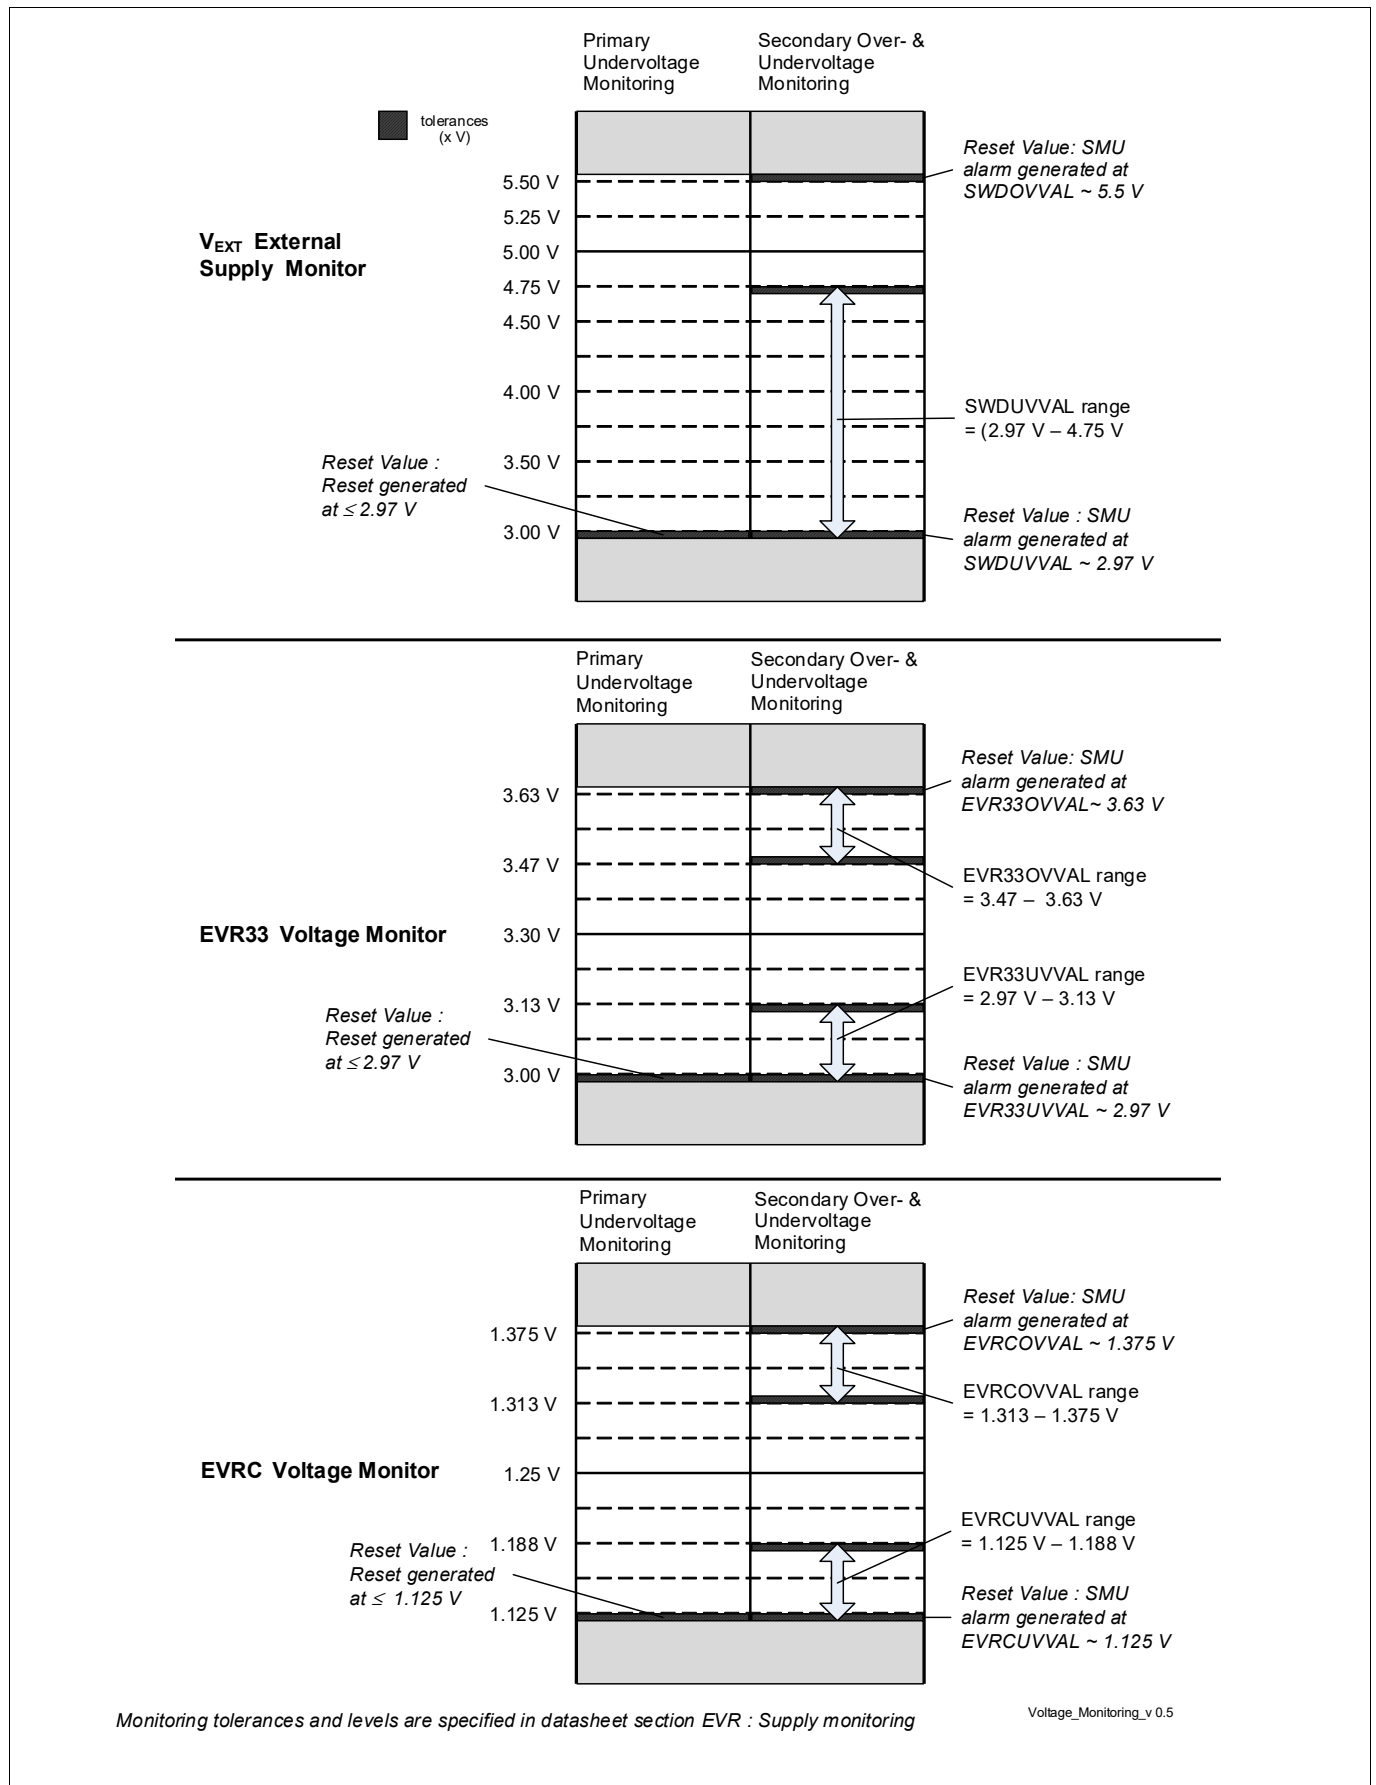 Primary
Undervoltage
Monitoring
Secondary Over- &
Undervoltage
Monitoring
tolerances
(x V)
Reset Value: SMU
alarm generated at
SWDOVVAL ~ 5.5 V
5.50 V
5.25 V
5.00 V
4.75 V
4.50 V
4.00 V
3.50 V
3.00 V
VEXT External
Supply Monitor
SWDUVVAL range
= (2.97 V – 4.75 V
Reset Value :
Reset generated
at ≤ 2.97 V
Reset Value : SMU
alarm generated at
SWDUVVAL ~ 2.97 V
Primary
Undervoltage
Monitoring
Secondary Over- &
Undervoltage
Monitoring
Reset Value: SMU
alarm generated at
EVR33OVVAL~ 3.63 V
3.63 V
3.47 V
3.30 V
3.13 V
3.00 V
EVR33OVVAL range
= 3.47 – 3.63 V
EVR33 Voltage Monitor
EVR33UVVAL range
= 2.97 V – 3.13 V
Reset Value :
Reset generated
at ≤ 2.97 V
Reset Value : SMU
alarm generated at
EVR33UVVAL ~ 2.97 V
Primary
Undervoltage
Monitoring
Secondary Over- &
Undervoltage
Monitoring
Reset Value: SMU
alarm generated at
EVRCOVVAL ~ 1.375 V
1.375 V
1.313 V
1.25 V
1.188 V
1.125 V
EVRCOVVAL range
= 1.313 – 1.375 V
EVRC Voltage Monitor
EVRCUVVAL range
= 1.125 V – 1.188 V
Reset Value :
Reset generated
at ≤ 1.125 V
Reset Value : SMU
alarm generated at
EVRCUVVAL ~ 1.125 V
Monitoring tolerances and levels are specified in datasheet section EVR : Supply monitoring
Voltage_Monitoring_v 0.5